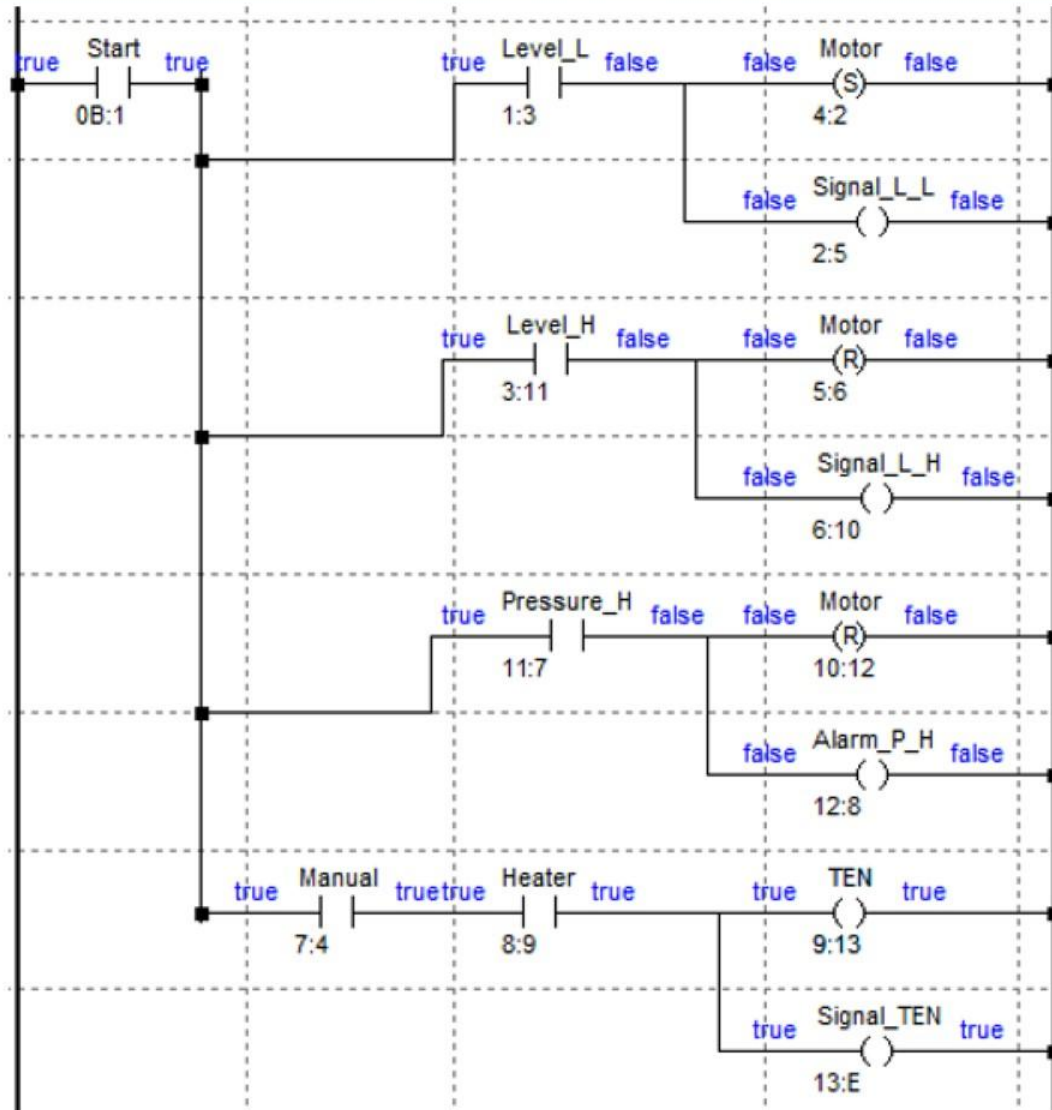 Start Level_L Motor
true true true false false false
(S)
0B:1 1:3 4:2
Signal_L_L
false false
2:5
Level_H Motor
true false false false
(R)
3:11 5:6
Signal_L_H
false false
6:10
Pressure_H Motor
true false false false
(R)
11:7 10:12
Alarm_P_H
false false
12:8
Manual Heater TEN
true true true true true true
7:4 8:9 9:13
Signal_TEN
true true
13:E